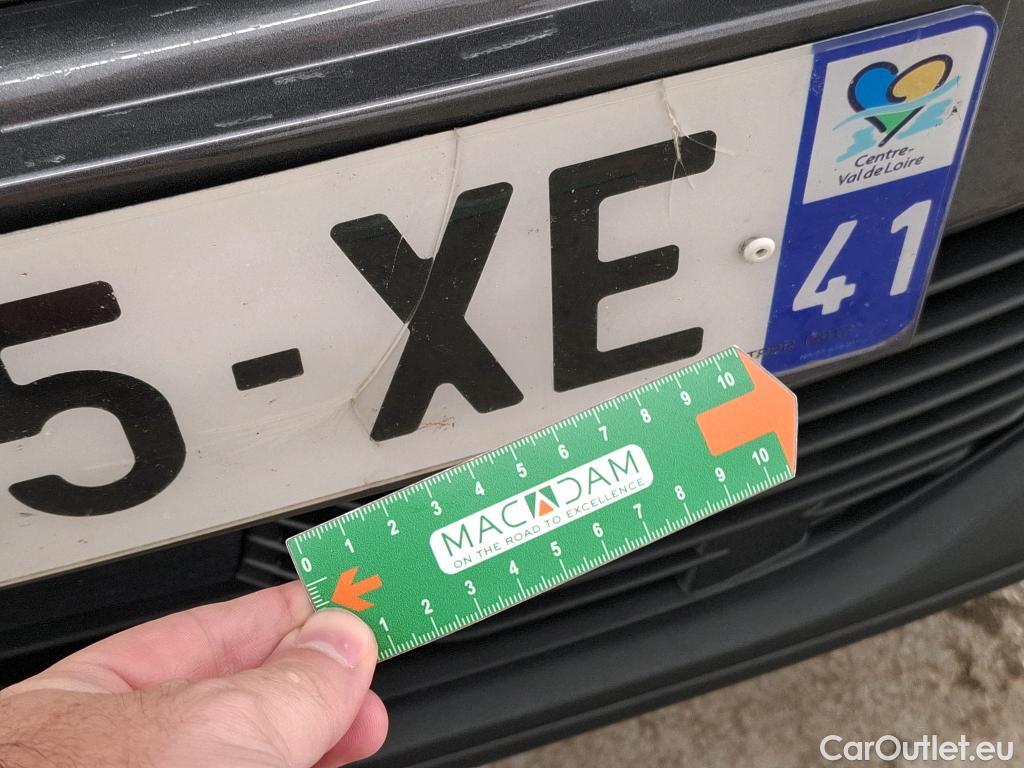 5-XE
Centre-
Val de Loire
41
0 1 2 3 4 5 6 7 8 9 10
MACADAM
ON THE ROAD TO EXCELLENCE
1 2 3 4 5 6 7 8 9 10
CarOutlet.eu